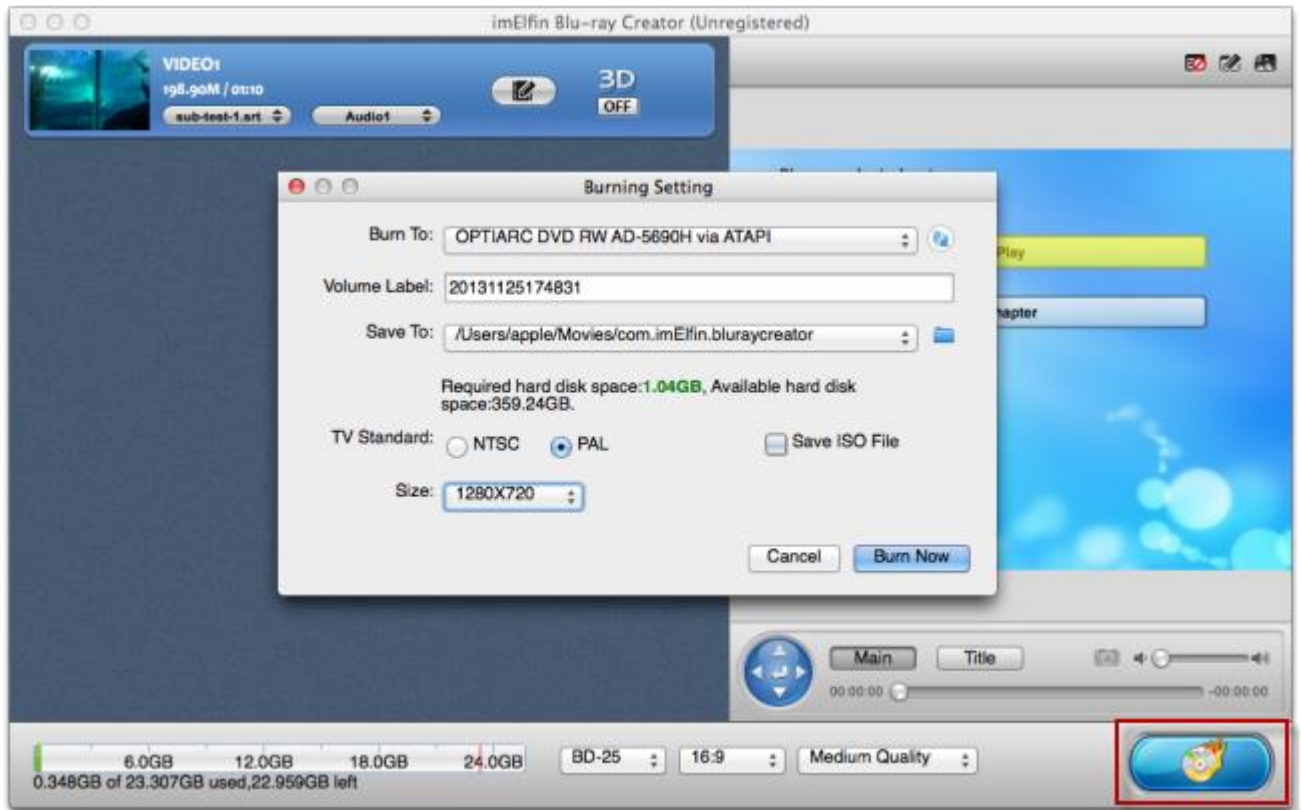 imElfin Blu-ray Creator (Unregistered)
VIDEO1
198.90M / 01:10
sub-test-1.srt
Audio1
3D
OFF
Burning Setting
Burn To: OPTIARC DVD RW AD-5690H via ATAPI
Volume Label: 20131125174831
Save To: /Users/apple/Movies/com.imElfin.bluraycreator
Required hard disk space:1.04GB, Available hard disk
space:359.24GB.
TV Standard: NTSC PAL Save ISO File
Size: 1280X720
Cancel Burn Now
Play
hapter
Main Title
00:00:00 -00:00:00
6.0GB 12.0GB 18.0GB 24.0GB
0.348GB of 23.307GB used,22.959GB left
BD-25 16:9 Medium Quality